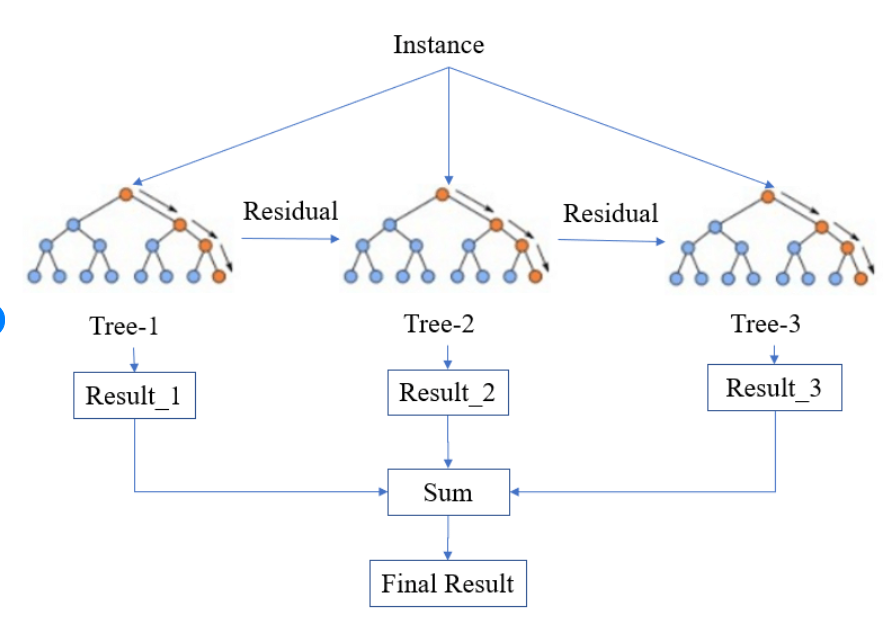 Instance
Residual
Residual
Tree-1
Tree-2
Tree-3
Result_1
Result_2
Result_3
Sum
Final Result